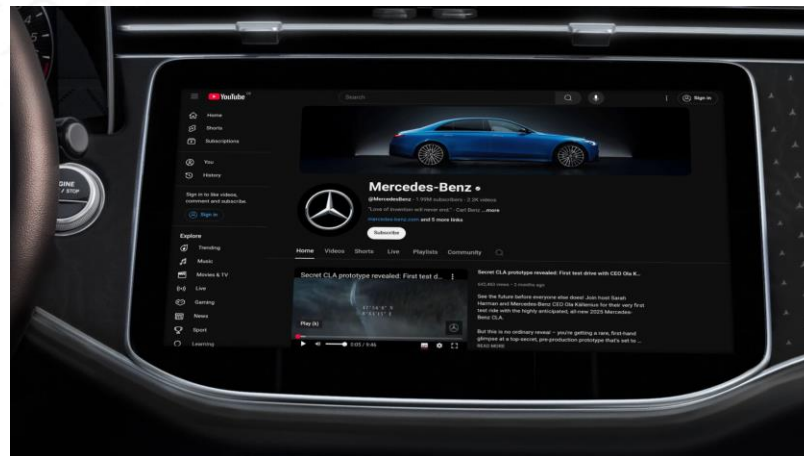 4
5
ENGINE
/ STOP
YouTube
Search
Sign in
Home
Shorts
Subscriptions
You
History
Sign in to like videos,
comment and subscribe.
Sign in
Explore
Trending
Music
Movies & TV
Live
Gaming
News
Sport
Learning
Mercedes-Benz
@MercedesBenz · 1.99M subscribers · 2.2K videos
"Love of invention will never end." - Carl Benz ...more
mercedes-benz.com and 5 more links
Subscribe
Home Videos Shorts Live Playlists Community
Secret CLA prototype revealed: First test d...
Play (k)
0:05 / 9:46
Secret CLA prototype revealed: First test drive with CEO Ola K...
views · 2 months ago
See the future before everyone else does! Join host Sarah
Harman and Mercedes-Benz CEO Ola Källenius for their very first
test ride with the highly anticipated, all-new 2025 Mercedes-
Benz CLA.
But this is no ordinary reveal – you're getting a rare, first-hand
glimpse at a top-secret, pre-production prototype that's set to ...
READ MORE